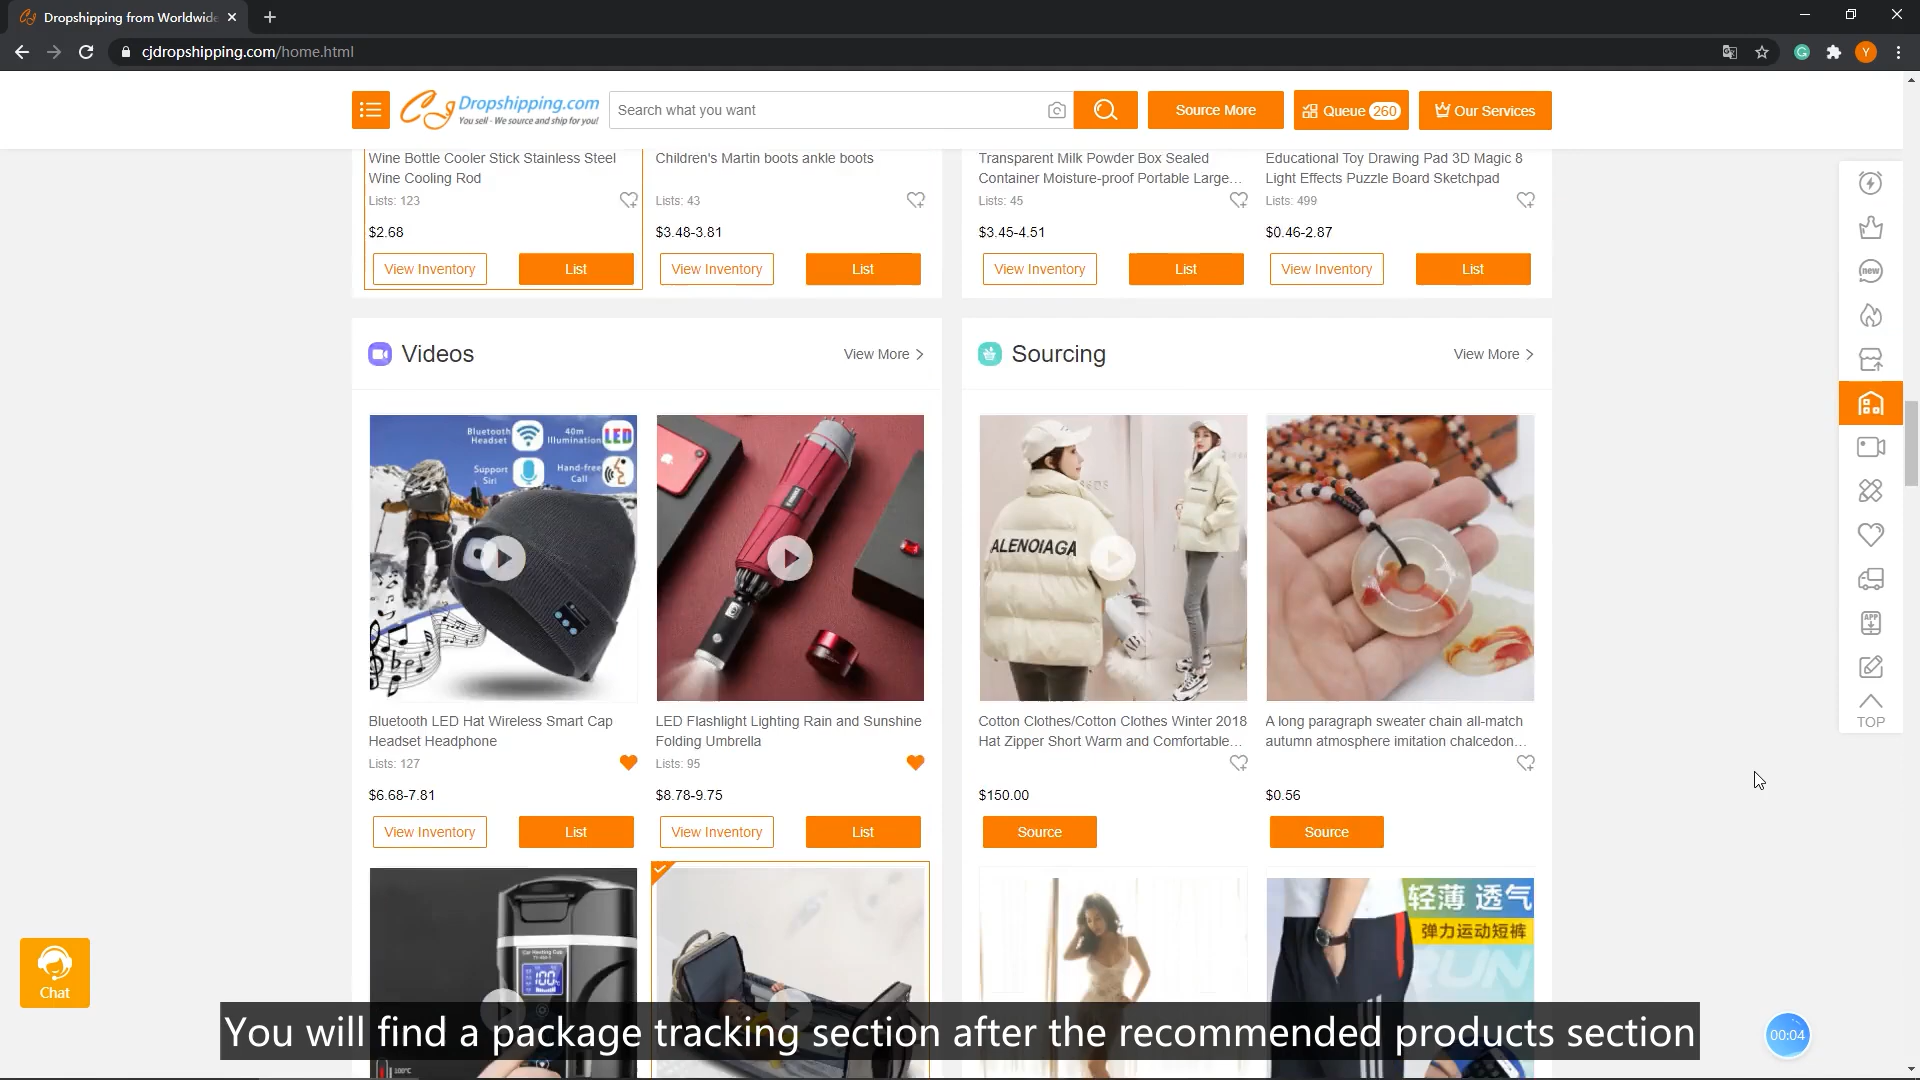 Dropshipping from Worldwide
cjdropshipping.com/home.html
Y
Dropshipping.com
You sell - We source and ship for you!
Search what you want
Source More
Queue 260
Our Services
Wine Bottle Cooler Stick Stainless Steel
Wine Cooling Rod
Lists: 123
$2.68
View Inventory
List
Children's Martin boots ankle boots
Lists: 43
$3.48-3.81
View Inventory
List
Transparent Milk Powder Box Sealed
Container Moisture-proof Portable Large...
Lists: 45
$3.45-4.51
View Inventory
List
Educational Toy Drawing Pad 3D Magic 8
Light Effects Puzzle Board Sketchpad
Lists: 499
$0.46-2.87
View Inventory
List
Videos
View More
Sourcing
View More
Bluetooth
Headset
40m
Illumination
LED
Support
Siri
Hand-free
Call
ALENOIAGA
Bluetooth LED Hat Wireless Smart Cap
Headset Headphone
Lists: 127
$6.68-7.81
View Inventory
List
LED Flashlight Lighting Rain and Sunshine
Folding Umbrella
Lists: 95
$8.78-9.75
View Inventory
List
Cotton Clothes/Cotton Clothes Winter 2018
Hat Zipper Short Warm and Comfortable...
$150.00
Source
A long paragraph sweater chain all-match
autumn atmosphere imitation chalcedon...
$0.56
Source
new
APP
TOP
100
100°C
轻薄 透气
弹力运动短裤
RUN
Chat
You will find a package tracking section after the recommended products section
00:04